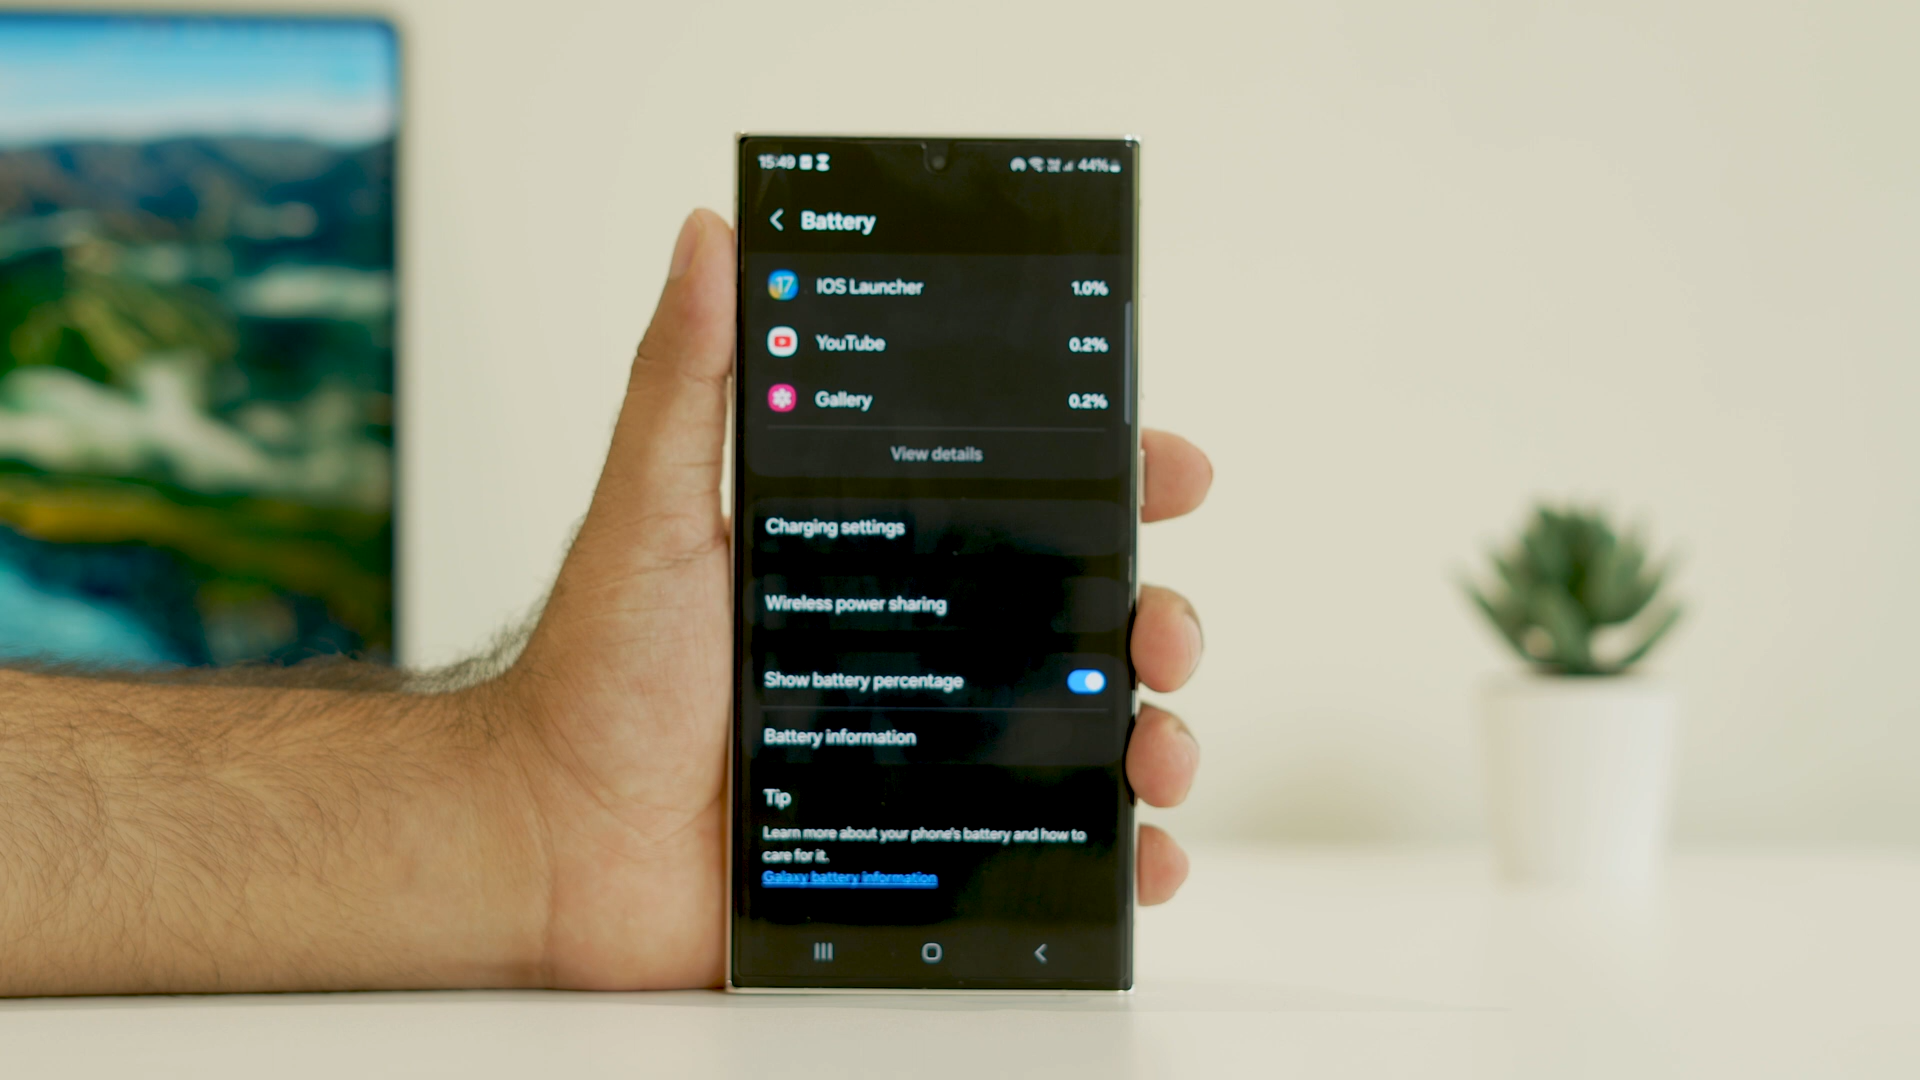 15:49 44%
Battery
17 IOS Launcher 1.0%
YouTube 0.2%
Gallery 0.2%
View details
Charging settings
Wireless power sharing
Show battery percentage
Battery information
Tip
Learn more about your phone's battery and how to
care for it.
Galaxy battery information